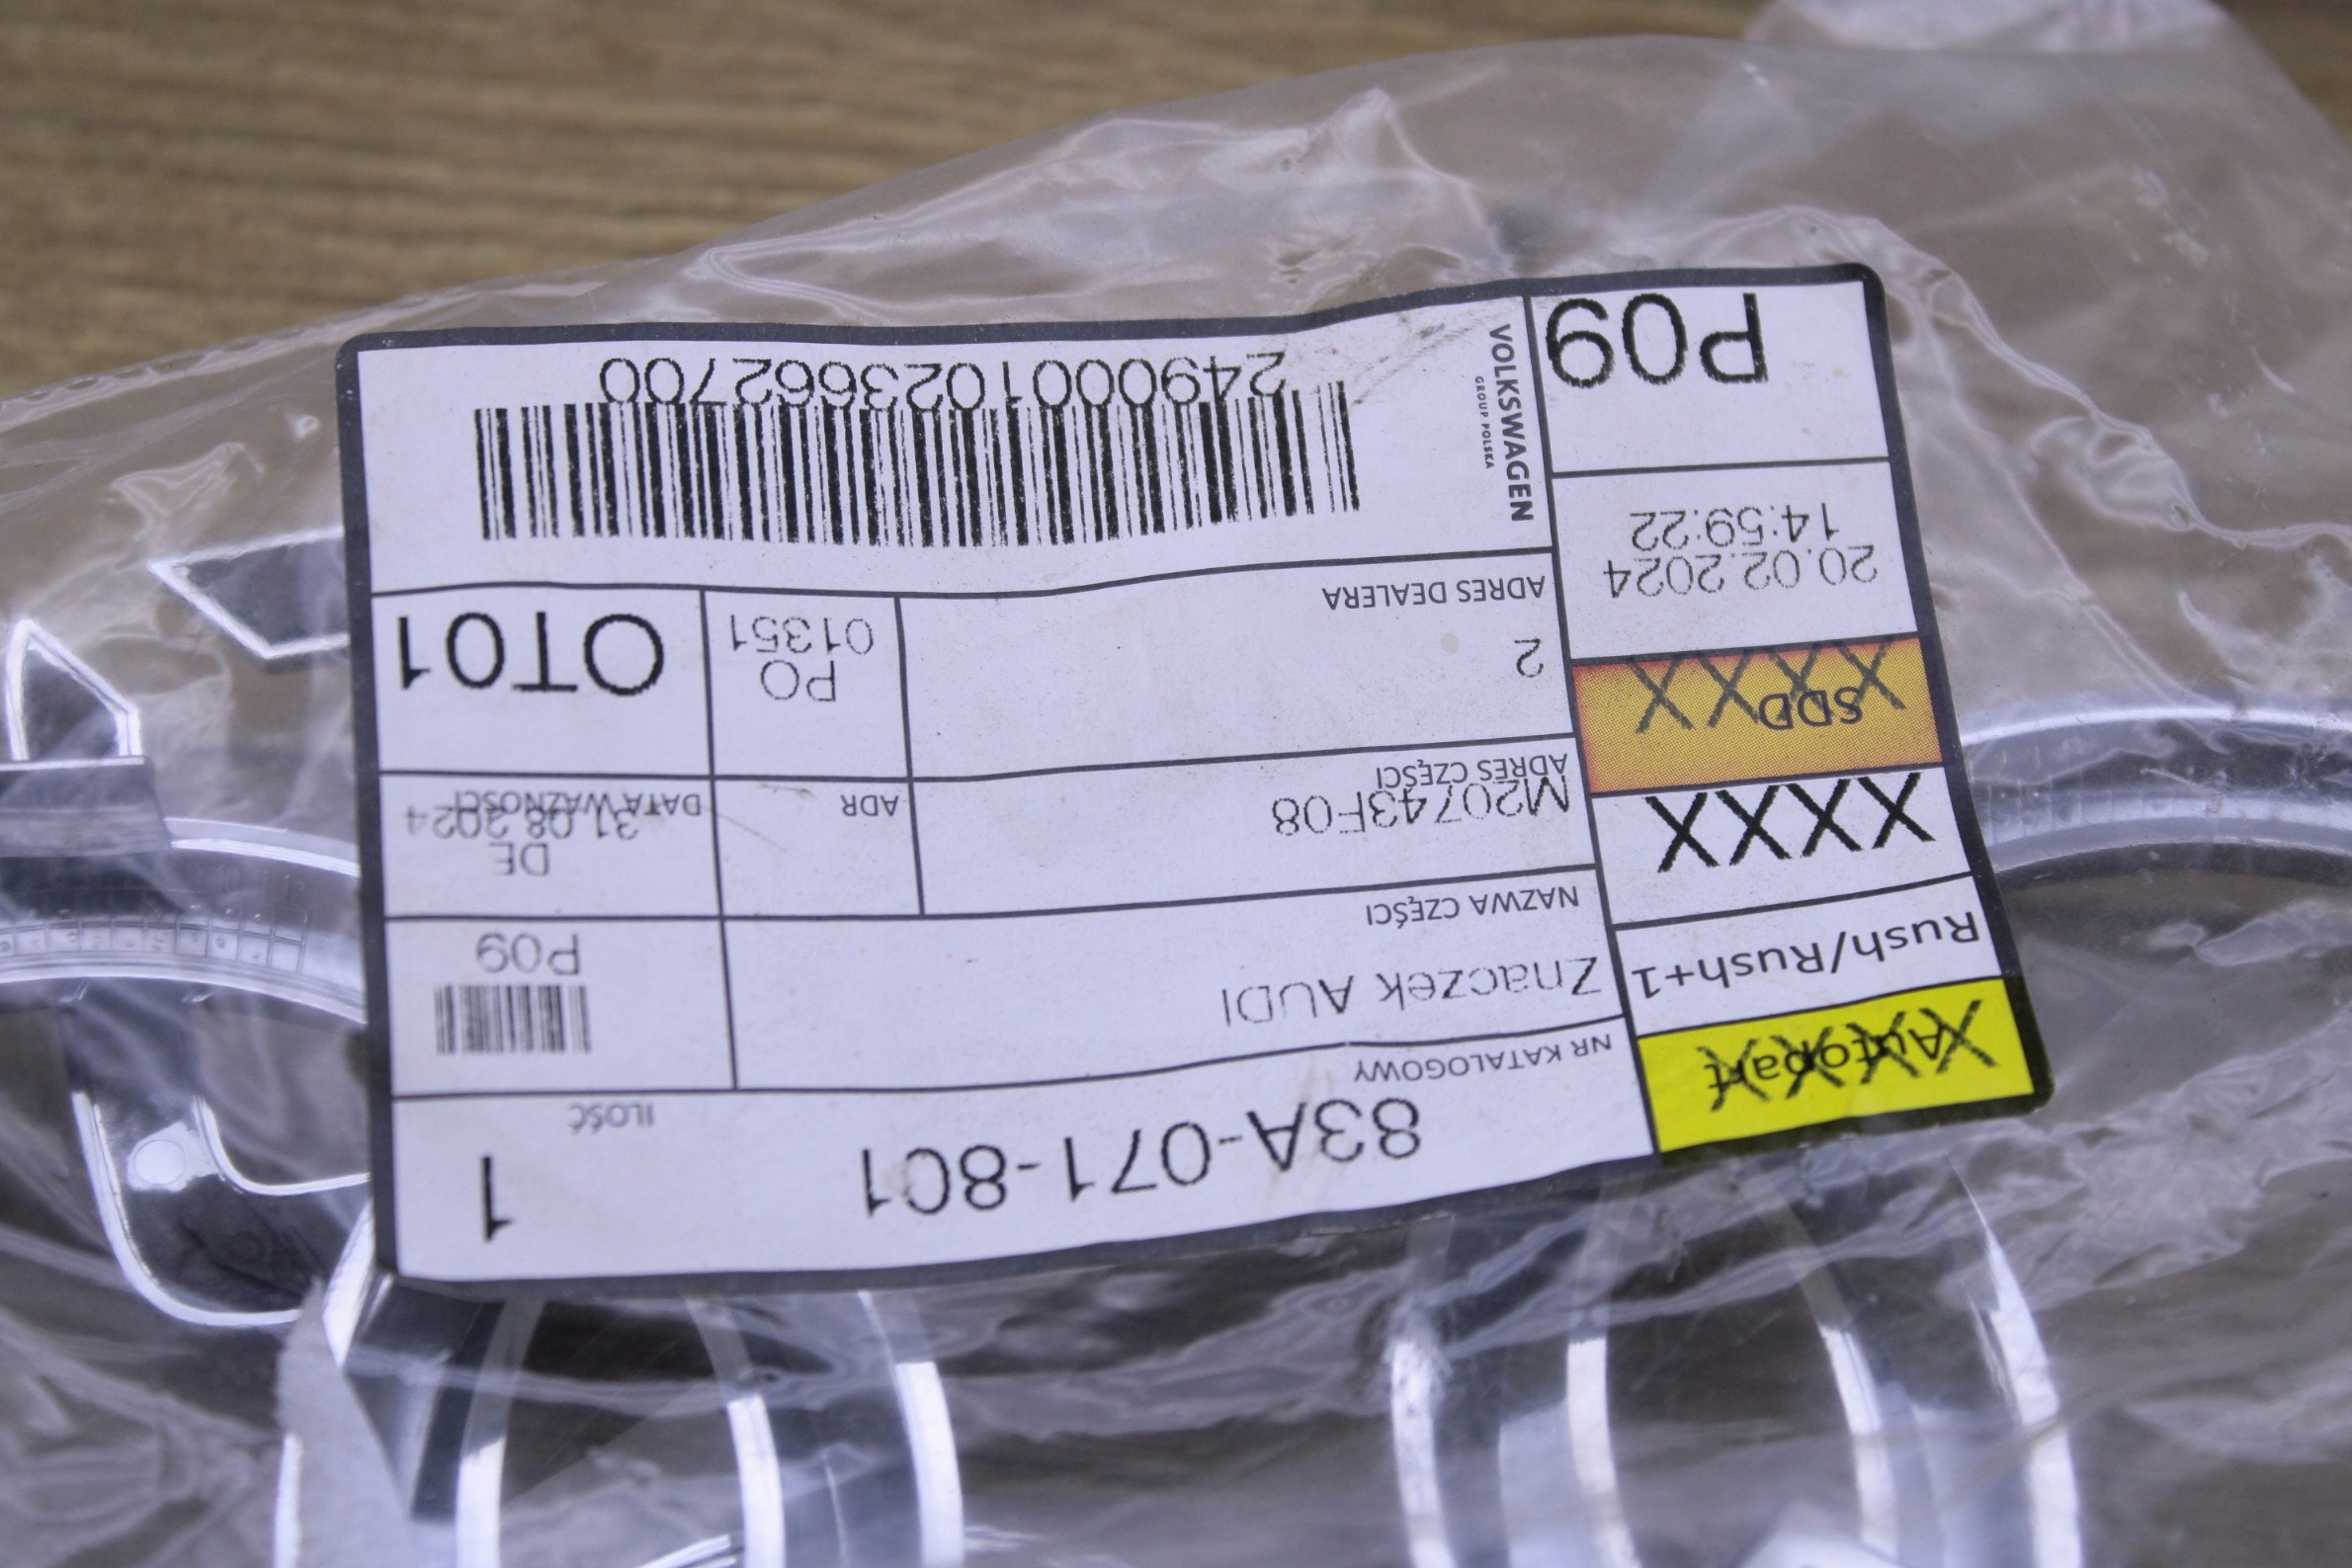 Autopart
XXXX
Rush/Rush+1
XXXX
SDD
XXXX
20.02.2024
14:59:22
P09
NR KATALOGOWY
83A-071-801
ILOŚĆ
1
NAZWA CZĘŚCI
Znaczek AUDI
P09
ADRES CZĘŚCI
M20743F08
ADR
DE
DATA WAŻNOŚCI
31.08.2024
ADRES DEALERA
2
PO
01351
OT01
VOLKSWAGEN
GROUP POLSKA
2490001023662700